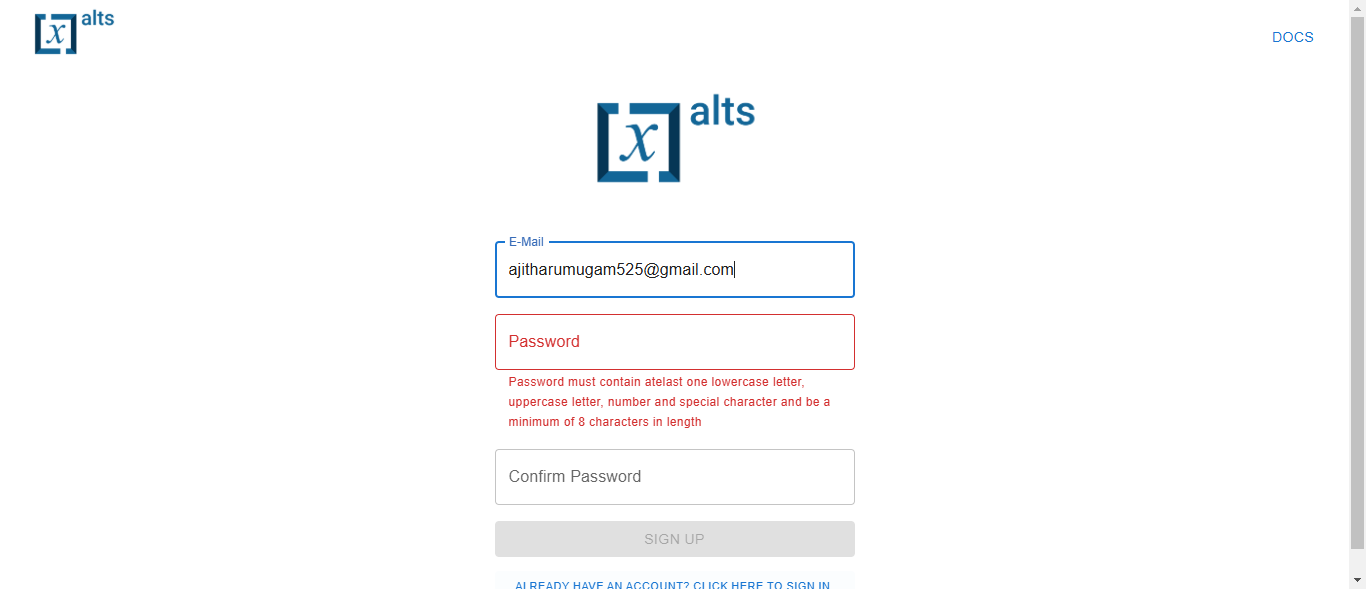 x alts
DOCS
x alts
E-Mail
ajitharumugam525@gmail.com
Password
Password must contain atelast one lowercase letter,
uppercase letter, number and special character and be a
minimum of 8 characters in length
Confirm Password
SIGN UP
ALREADY HAVE AN ACCOUNT? CLICK HERE TO SIGN IN